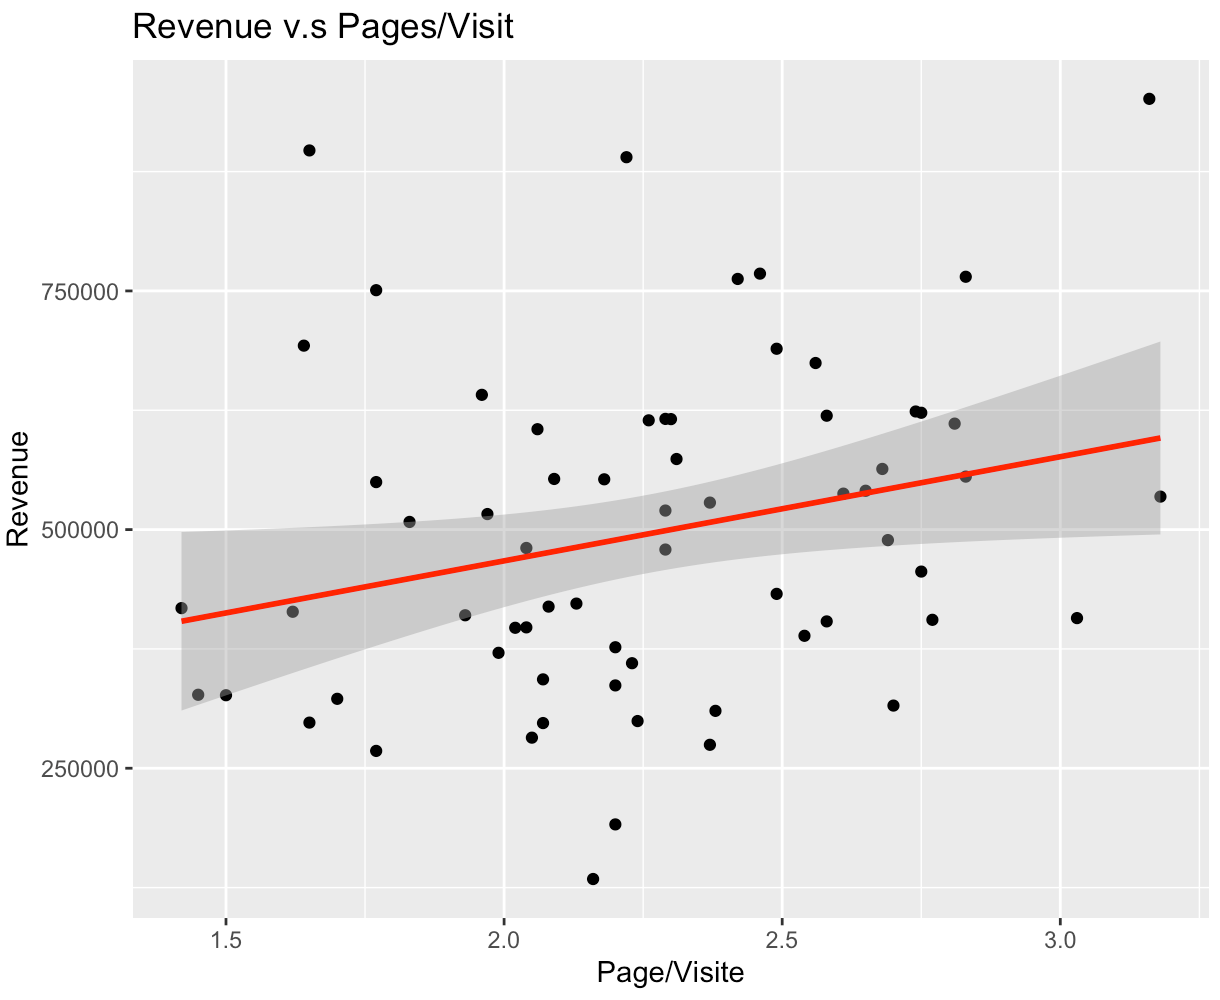 Revenue v.s Pages/Visit
Revenue
750000
500000
250000
1.5 2.0 2.5 3.0
Page/Visite